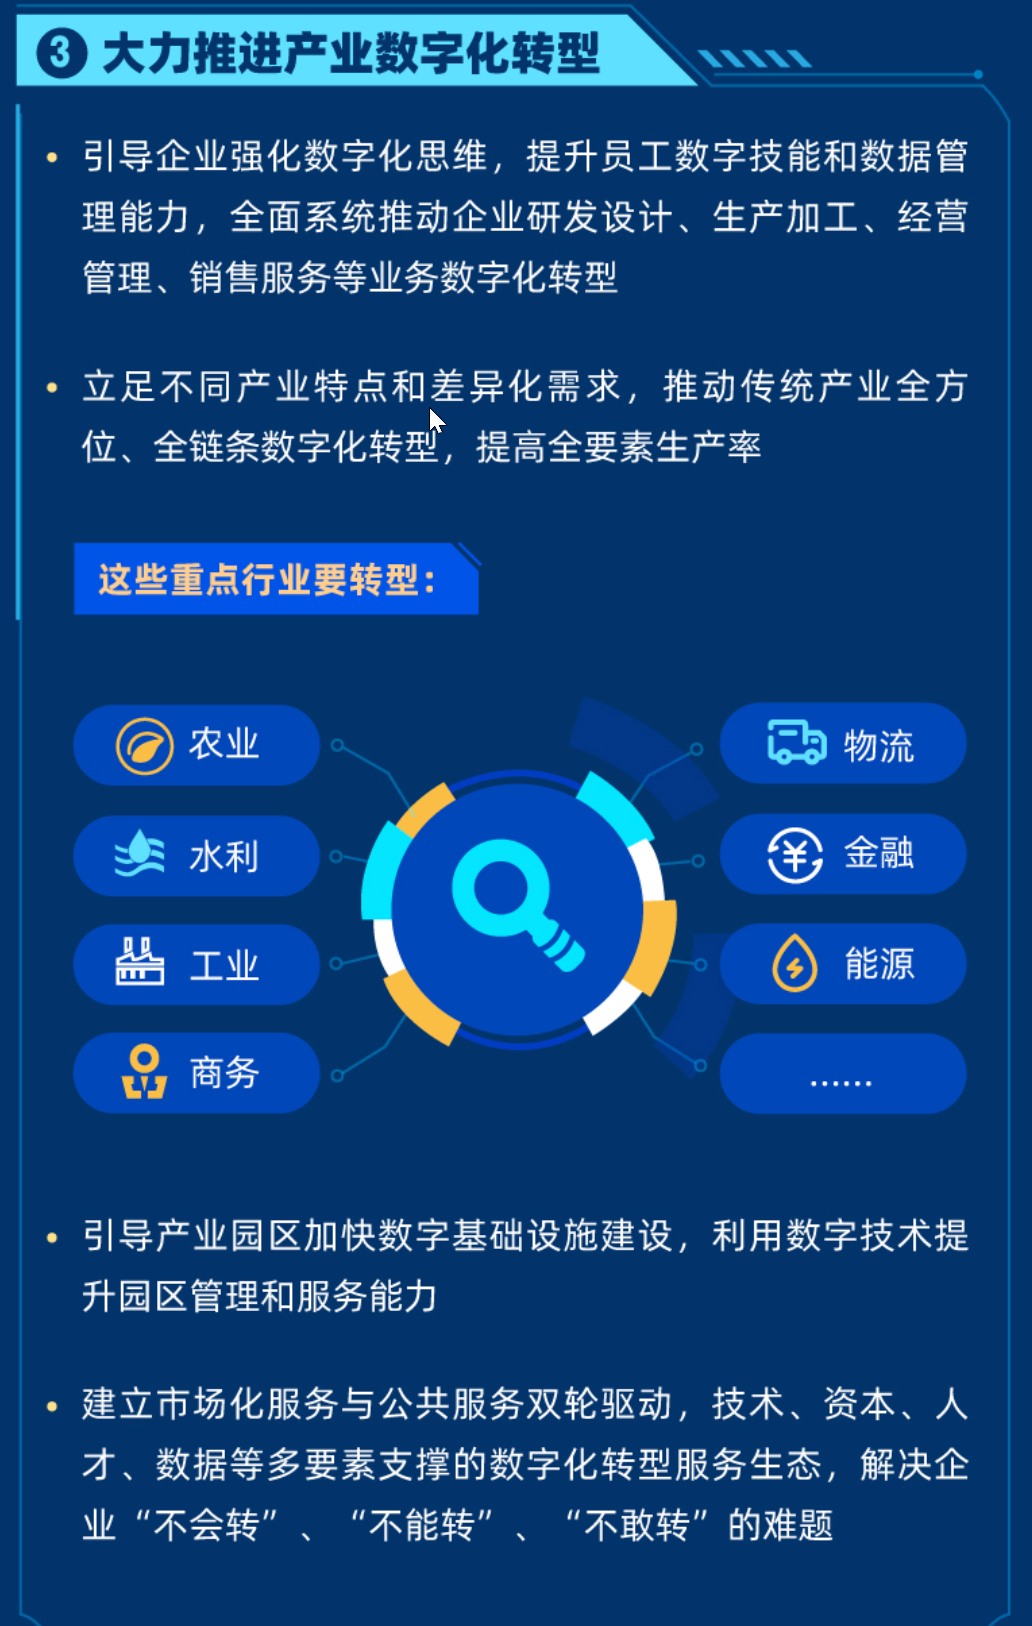 3 大力推进产业数字化转型
• 引导企业强化数字化思维，提升员工数字技能和数据管
理能力，全面系统推动企业研发设计、生产加工、经营
管理、销售服务等业务数字化转型
• 立足不同产业特点和差异化需求，推动传统产业全方
位、全链条数字化转型，提高全要素生产率
这些重点行业要转型：
农业
水利
工业
商务
物流
¥ 金融
能源
......
• 引导产业园区加快数字基础设施建设，利用数字技术提
升园区管理和服务能力
• 建立市场化服务与公共服务双轮驱动，技术、资本、人
才、数据等多要素支撑的数字化转型服务生态，解决企
业“不会转”、“不能转”、“不敢转”的难题